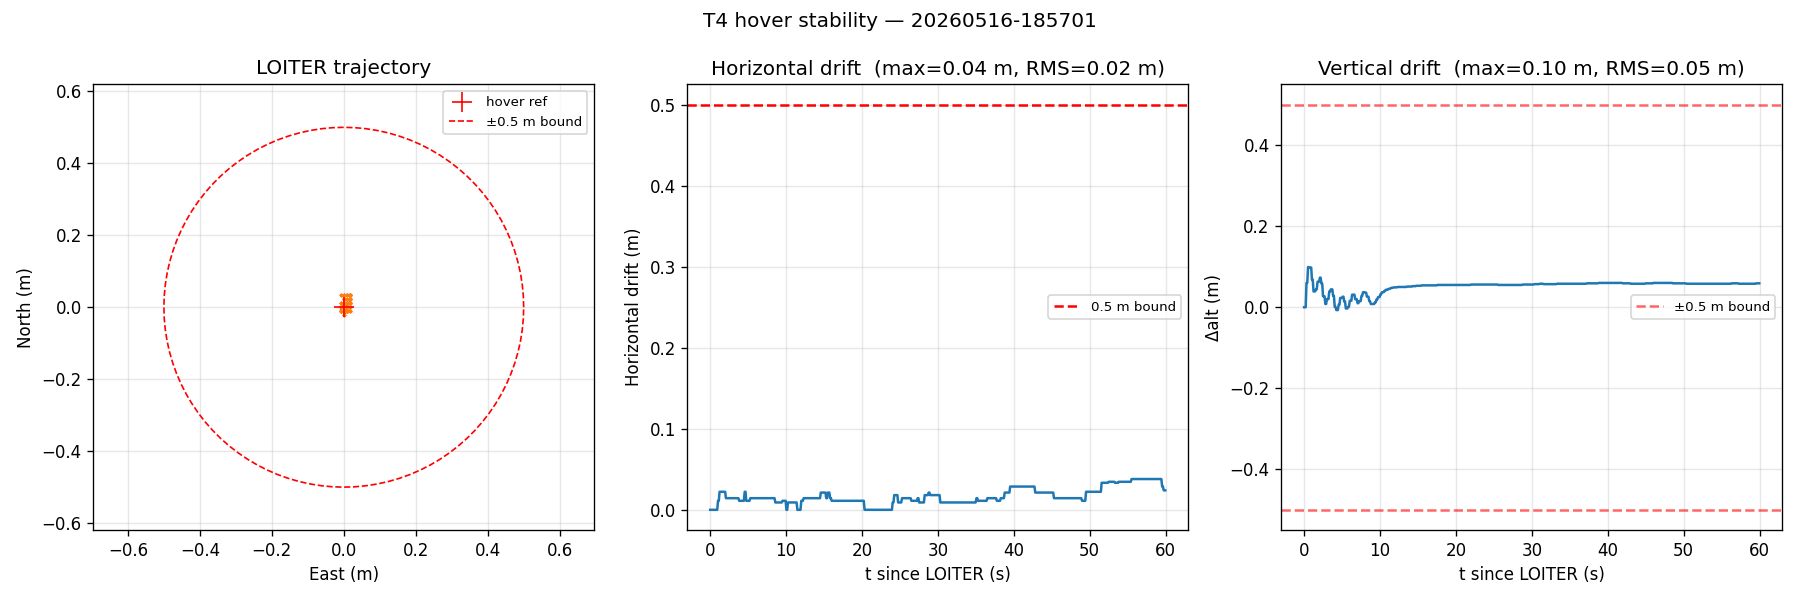 T4 hover stability — 20260516-185701
LOITER trajectory
hover ref
±0.5 m bound
0.6
0.4
0.2
0.0
−0.2
−0.4
−0.6
North (m)
−0.6
−0.4
−0.2
0.0
0.2
0.4
0.6
East (m)
Horizontal drift (max=0.04 m, RMS=0.02 m)
0.5 m bound
0.5
0.4
0.3
0.2
0.1
0.0
Horizontal drift (m)
0
10
20
30
40
50
60
t since LOITER (s)
Vertical drift (max=0.10 m, RMS=0.05 m)
±0.5 m bound
0.4
0.2
0.0
−0.2
−0.4
Δalt (m)
0
10
20
30
40
50
60
t since LOITER (s)